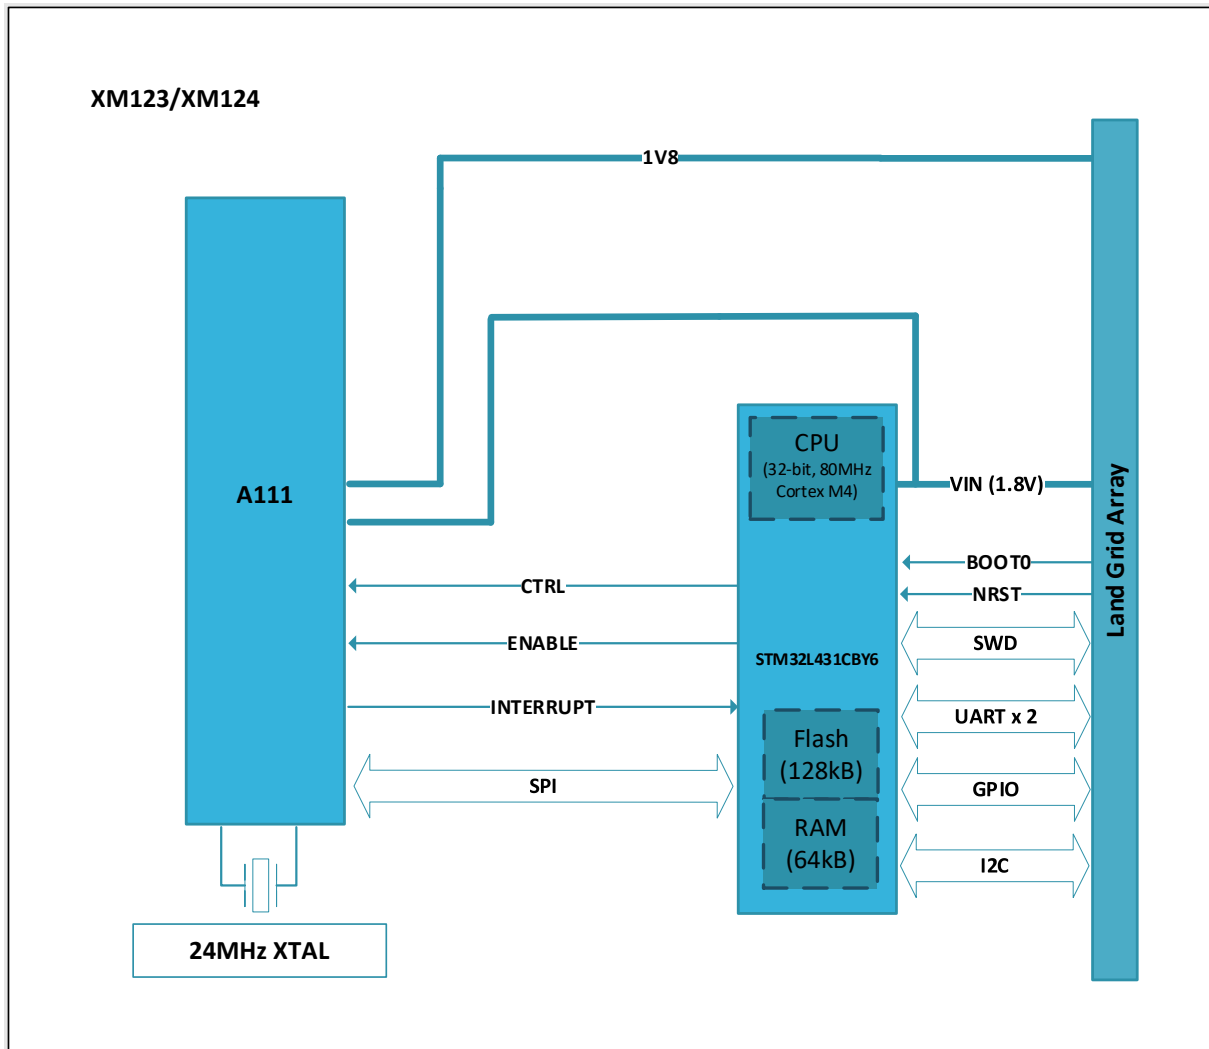 XM123/XM124
1V8
A111
CPU
(32-bit, 80MHz
Cortex M4)
VIN (1.8V)
BOOT0
NRST
CTRL
ENABLE
SWD
STM32L431CBY6
INTERRUPT
UART x 2
Flash
(128kB)
SPI
GPIO
RAM
(64kB)
I2C
Land Grid Array
24MHz XTAL